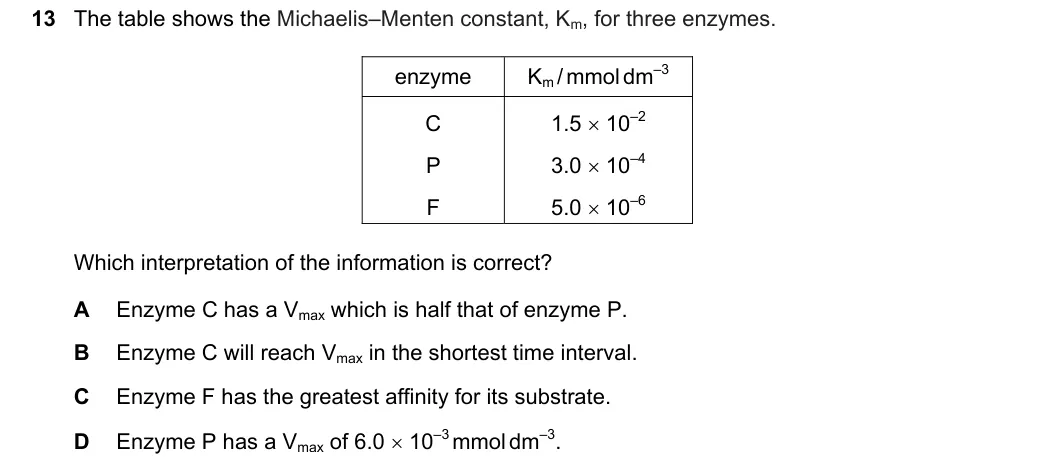 13 The table shows the Michaelis–Menten constant, Kₘ, for three enzymes.
enzyme Kₘ / mmol dm⁻³
C 1.5 × 10⁻²
P 3.0 × 10⁻⁴
F 5.0 × 10⁻⁶
Which interpretation of the information is correct?
A Enzyme C has a Vₘₐₓ which is half that of enzyme P.
B Enzyme C will reach Vₘₐₓ in the shortest time interval.
C Enzyme F has the greatest affinity for its substrate.
D Enzyme P has a Vₘₐₓ of 6.0 × 10⁻³ mmol dm⁻³.